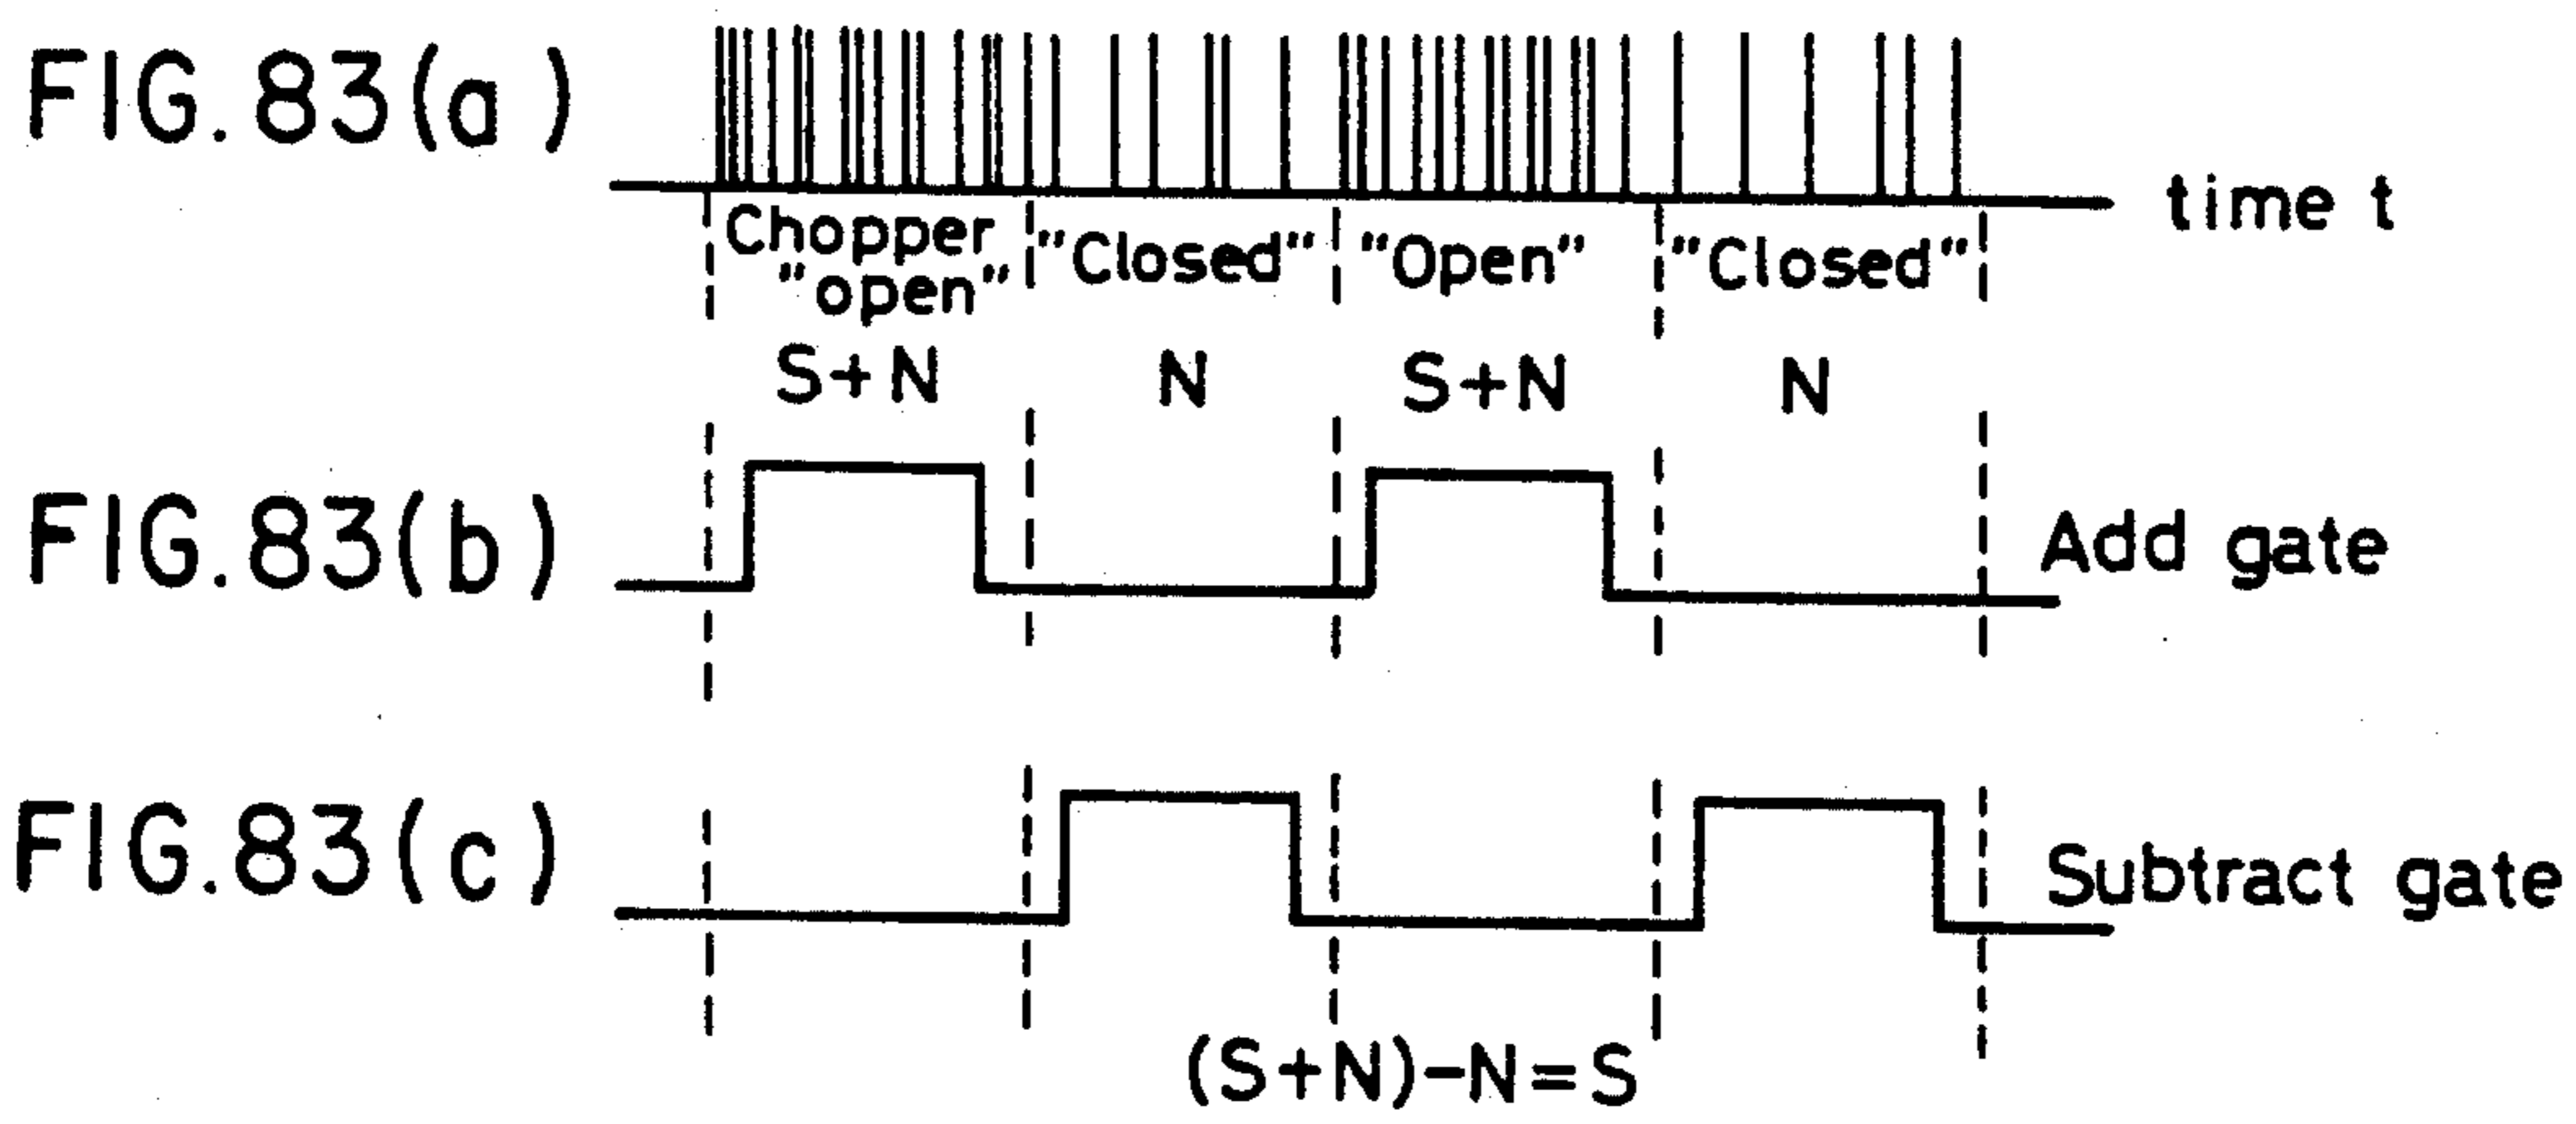 FIG. 83(a)
time t
Chopper
"open"
"Closed"
"Open"
"Closed"
S+N
N
S+N
N
FIG. 83(b)
Add gate
FIG. 83(c)
Subtract gate
(S+N)-N=S